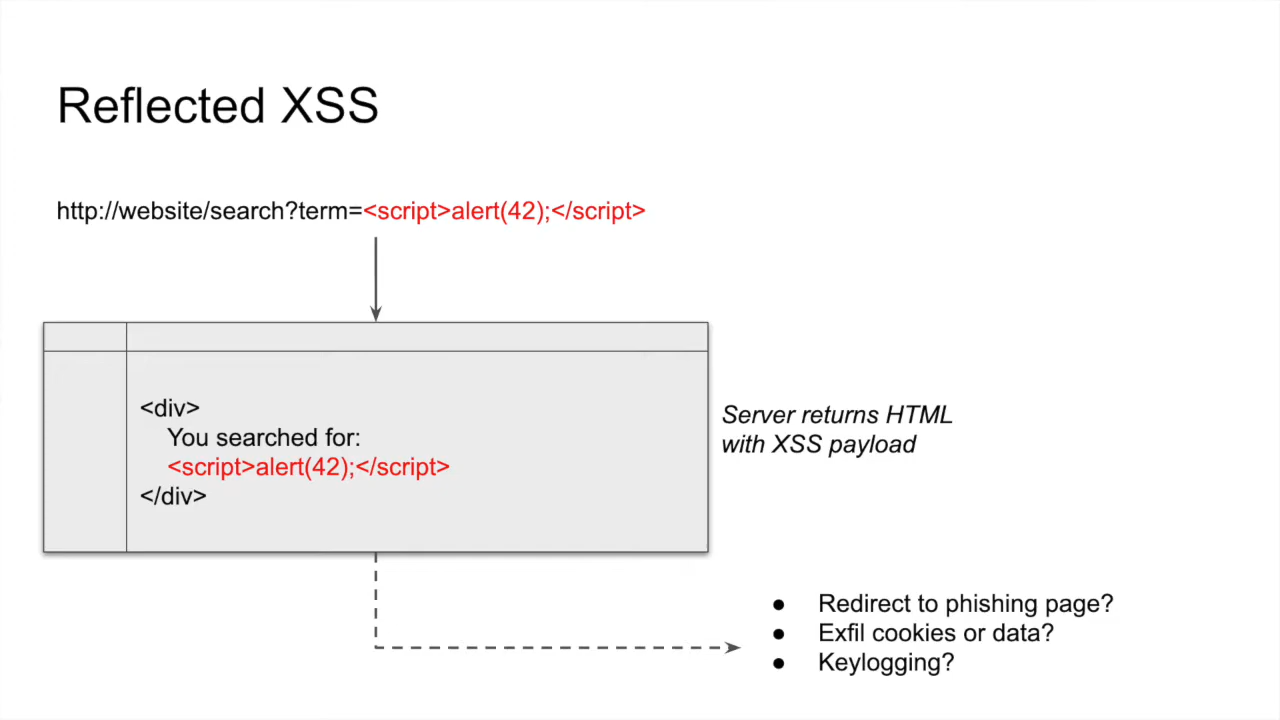 Reflected XSS
http://website/search?term=<script>alert(42);</script>
<div>
You searched for:
<script>alert(42);</script>
</div>
Server returns HTML
with XSS payload
● Redirect to phishing page?
● Exfil cookies or data?
● Keylogging?